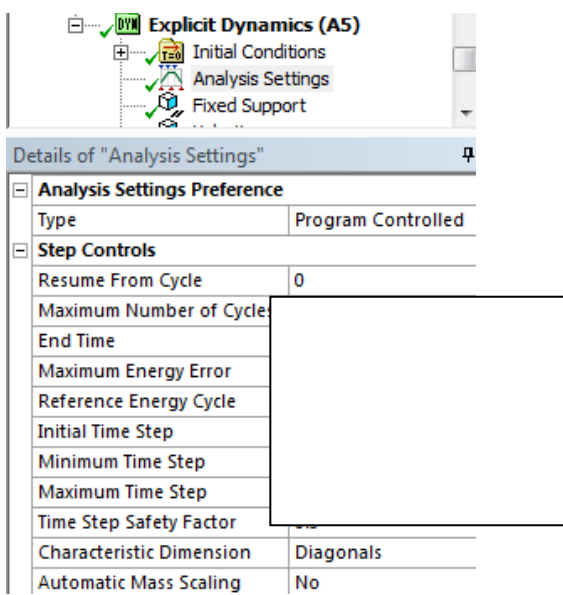 DYN Explicit Dynamics (A5)
T=0 Initial Conditions
Analysis Settings
Fixed Support
Details of "Analysis Settings"
Analysis Settings Preference
Type Program Controlled
Step Controls
Resume From Cycle 0
Maximum Number of Cycles
End Time
Maximum Energy Error
Reference Energy Cycle
Initial Time Step
Minimum Time Step
Maximum Time Step
Time Step Safety Factor
Characteristic Dimension Diagonals
Automatic Mass Scaling No